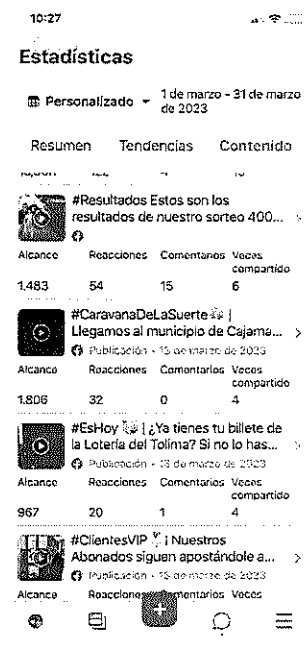 10:27
Estadísticas
Personalizado
1 de marzo - 31 de marzo
de 2023
Resumen Tendencias Contenido
#Resultados Estos son los
resultados de nuestro sorteo 400...
Alcance Reacciones Comentarios Veces
compartido
1.483 54 15 6
#CaravanaDeLaSuerte |
Llegamos al municipio de Cajama...
Publicación • 15 de marzo de 2023
Alcance Reacciones Comentarios Veces
compartido
1.806 32 0 4
#EsHoy | ¿Ya tienes tu billete de
la Lotería del Tolima? Si no lo has...
Publicación • 13 de marzo de 2023
Alcance Reacciones Comentarios Veces
compartido
967 20 1 4
#ClientesVIP | Nuestros
Abonados siguen apostándole a...
Publicación • 15 de marzo de 2023
Alcance Reacciones Comentarios Veces